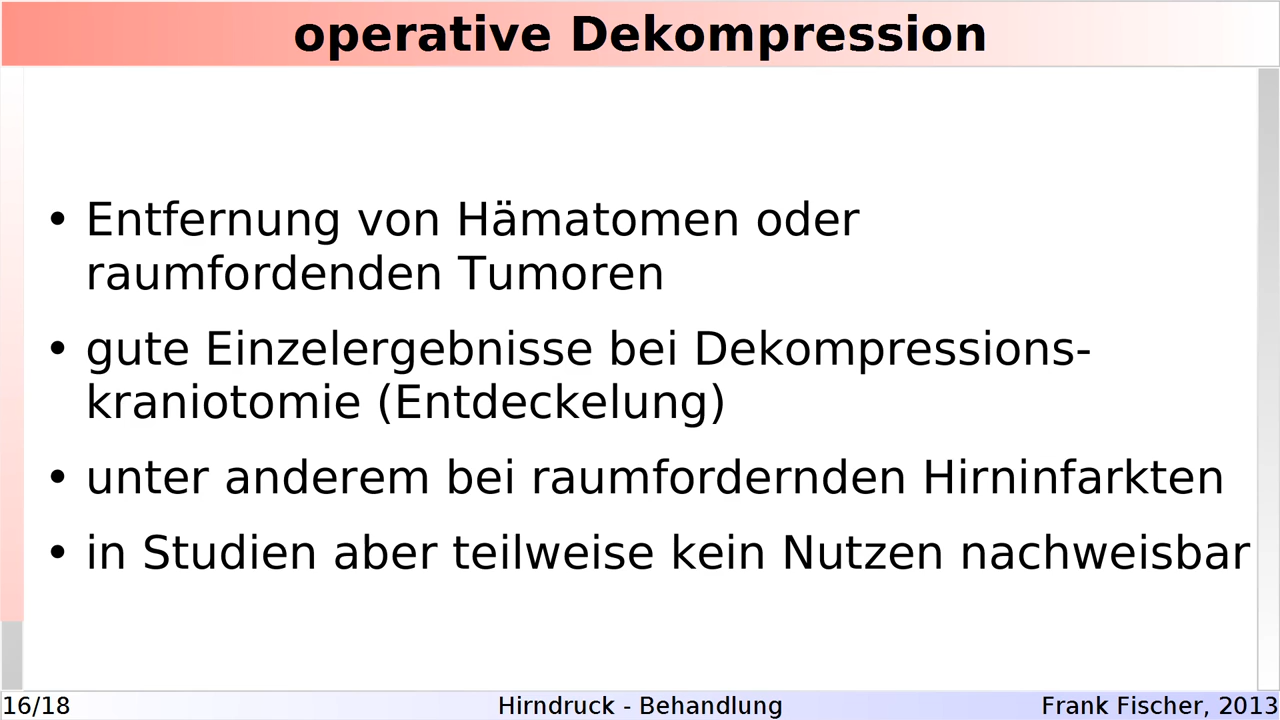 operative Dekompression
• Entfernung von Hämatomen oder
raumfordenden Tumoren
• gute Einzelergebnisse bei Dekompressions-
kraniotomie (Entdeckelung)
• unter anderem bei raumfordernden Hirninfarkten
• in Studien aber teilweise kein Nutzen nachweisbar
16/18 Hirndruck - Behandlung Frank Fischer, 2013